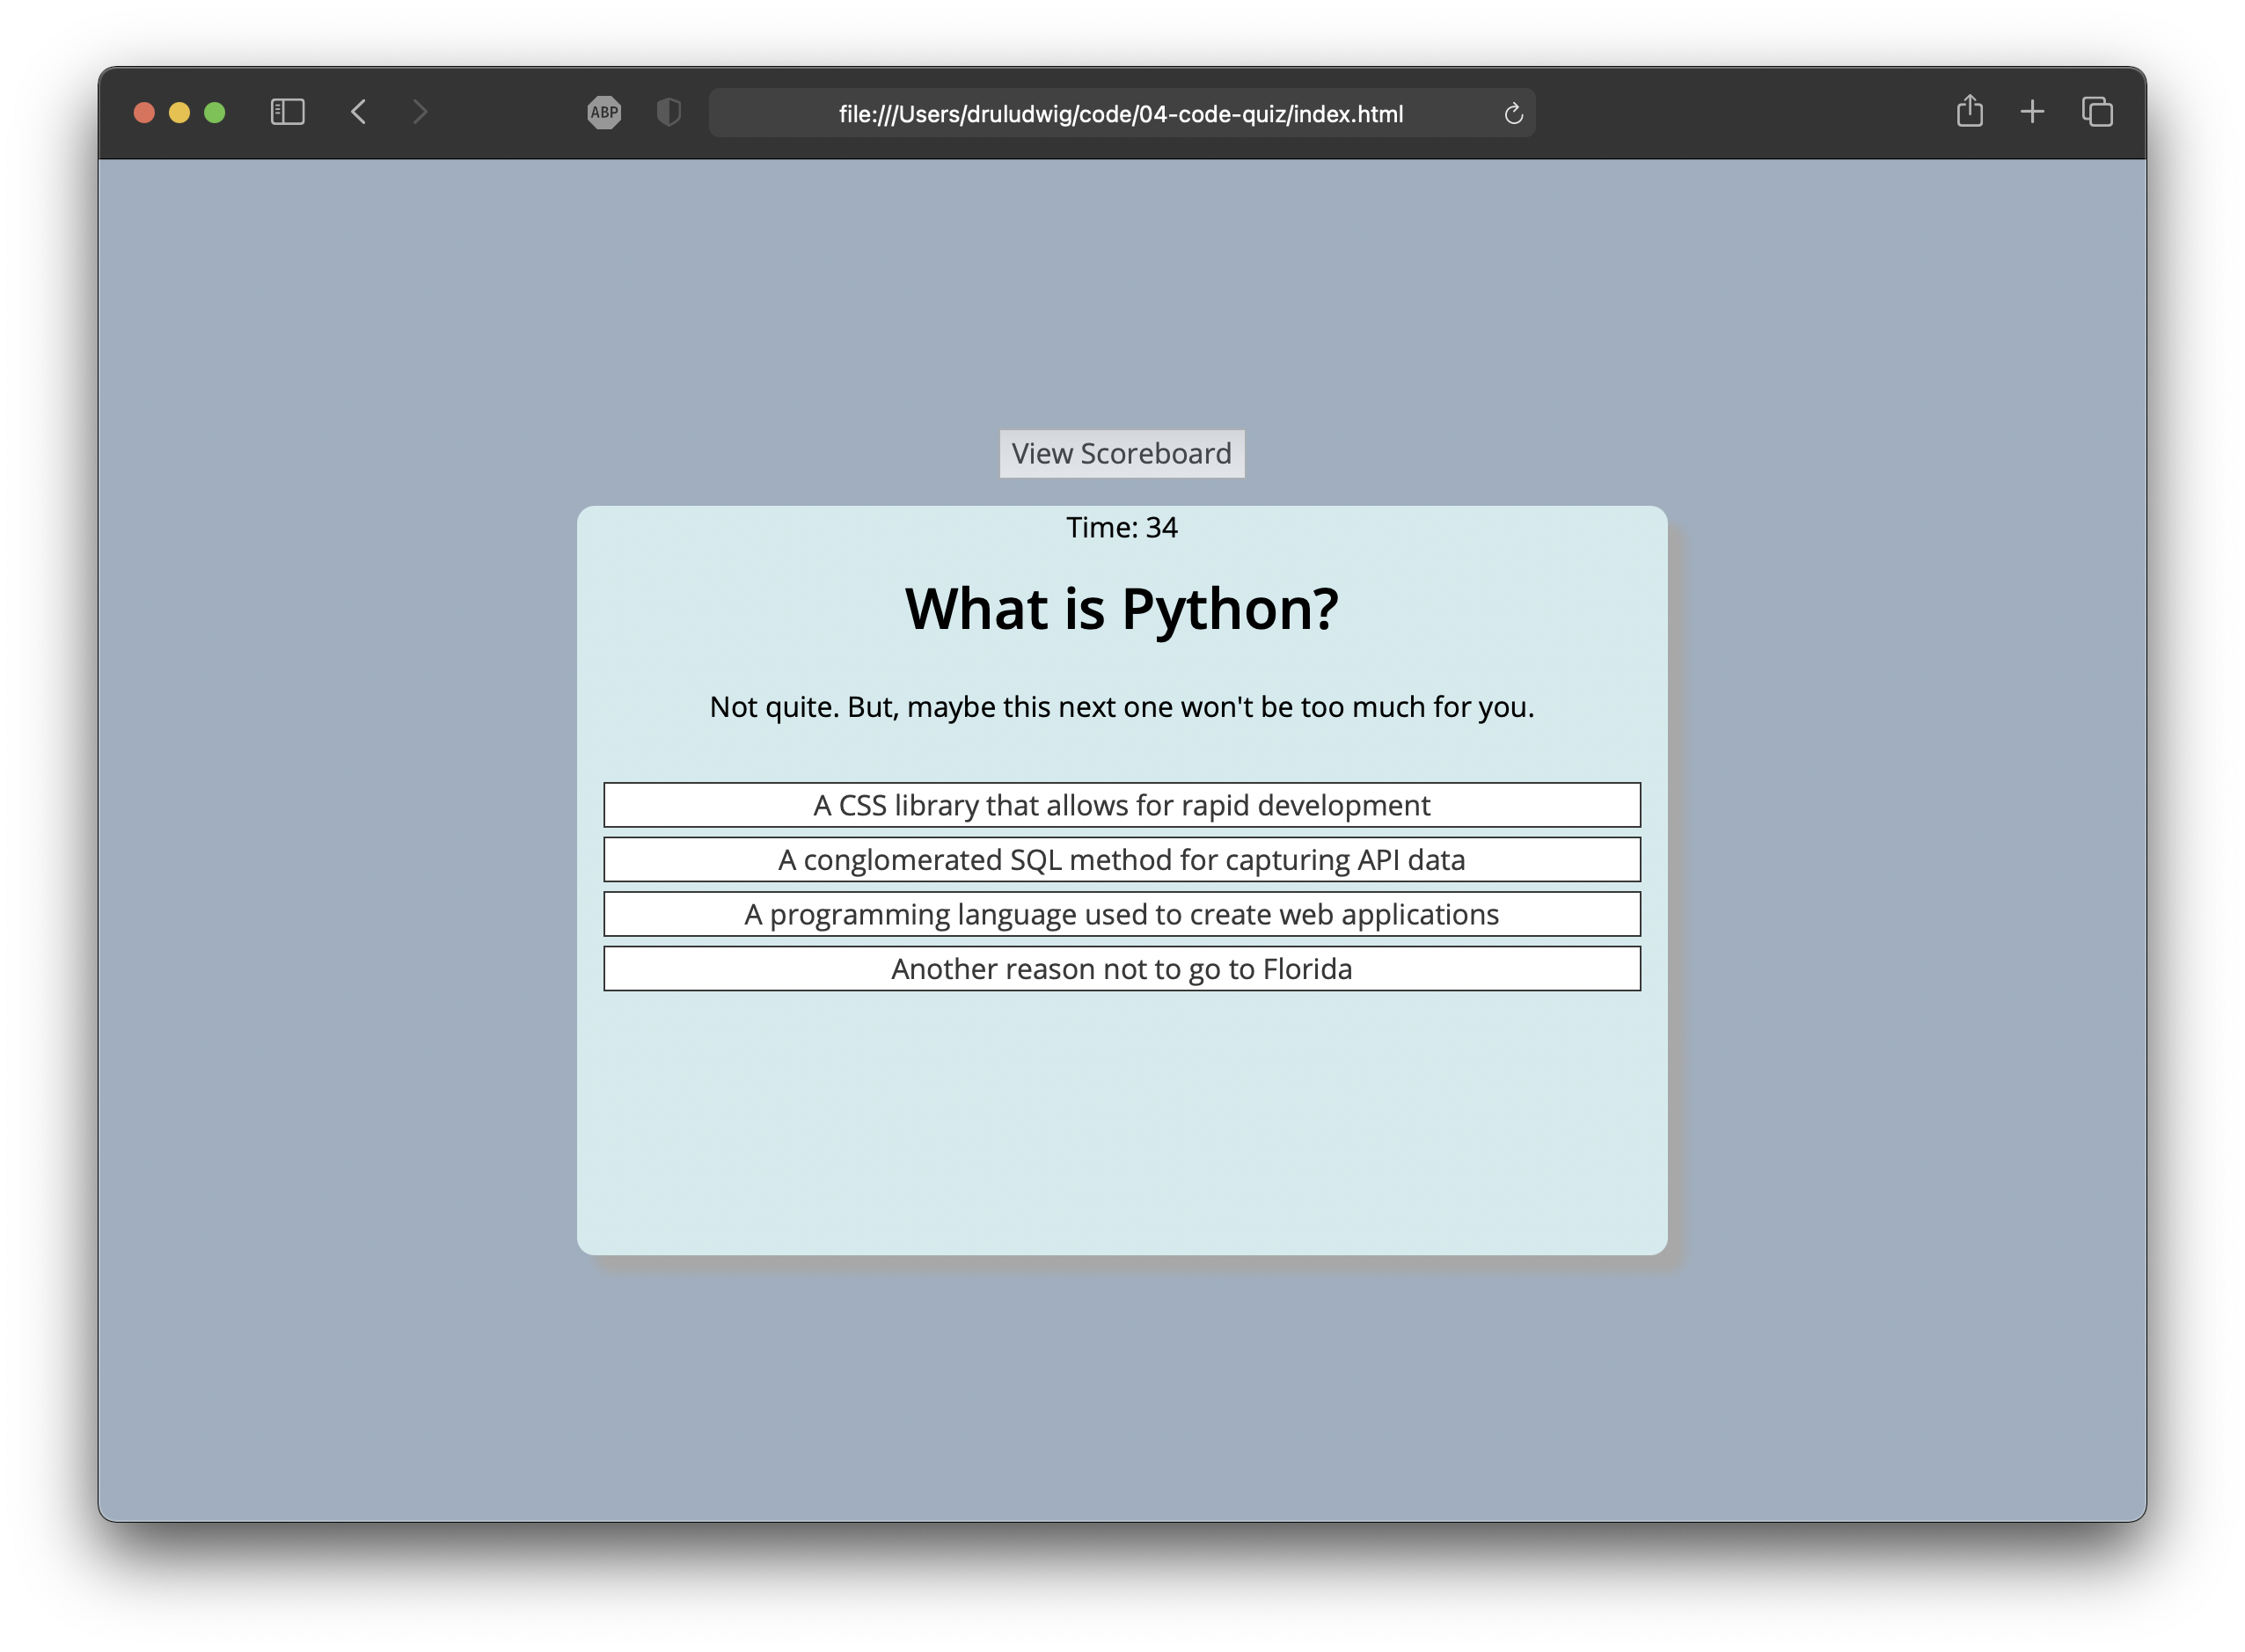 ABP
file:///Users/druludwig/code/04-code-quiz/index.html
View Scoreboard
Time: 34
What is Python?
Not quite. But, maybe this next one won't be too much for you.
A CSS library that allows for rapid development
A conglomerated SQL method for capturing API data
A programming language used to create web applications
Another reason not to go to Florida